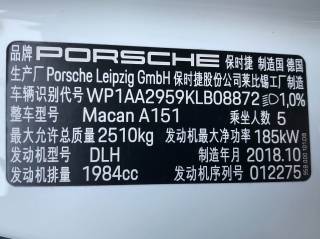 品牌 PORSCHE 保时捷 制造国 德国
生产厂 Porsche Leipzig GmbH 保时捷股份公司莱比锡工厂制造
车辆识别代号 WP1AA2959KLB08872 1,0%
整车型号 Macan A151 乘坐人数 5
最大允许总质量 2510kg 发动机最大净功率 185kW
发动机型号 DLH 制造年月 2018.10
发动机排量 1984cc 发动机序列号 012275